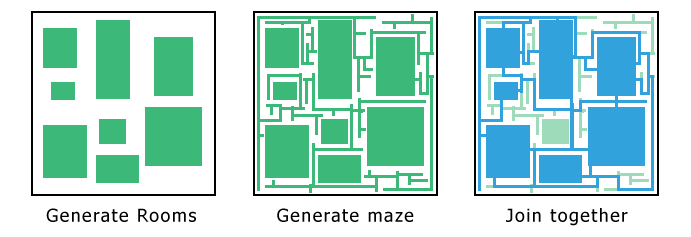 Generate Rooms
Generate maze
Join together